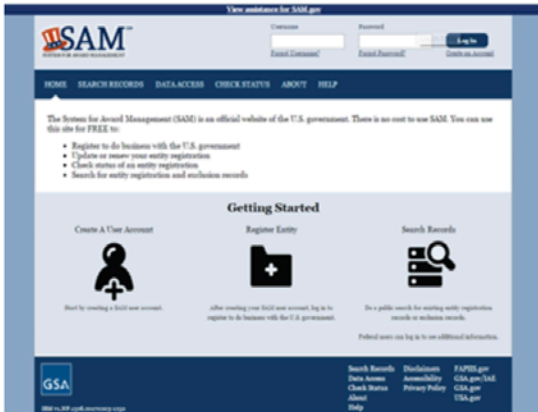 View assistance for SAM.gov
Username
Password
SAM
SYSTEM FOR AWARD MANAGEMENT
Log In
Forgot Username?
Forgot Password?
Create an Account
HOME SEARCH RECORDS DATA ACCESS CHECK STATUS ABOUT HELP
The System for Award Management (SAM) is an official website of the U.S. government. There is no cost to use SAM. You can use
this site for FREE to:
Register to do business with the U.S. government
Update or renew your entity registration
Check status of an entity registration
Search for entity registration and exclusion records
Getting Started
Create A User Account
Register Entity
Search Records
Start by creating a SAM user account.
After creating your SAM user account, log in to
register to do business with the U.S. government.
Do a public search for existing entity registration
records or exclusion records.
Federal users can log in to see additional information.
GSA
Search Records
Data Access
Check Status
About
Help
Disclaimers
Accessibility
Privacy Policy
FAPIIS.gov
GSA.gov/IAE
GSA.gov
USA.gov